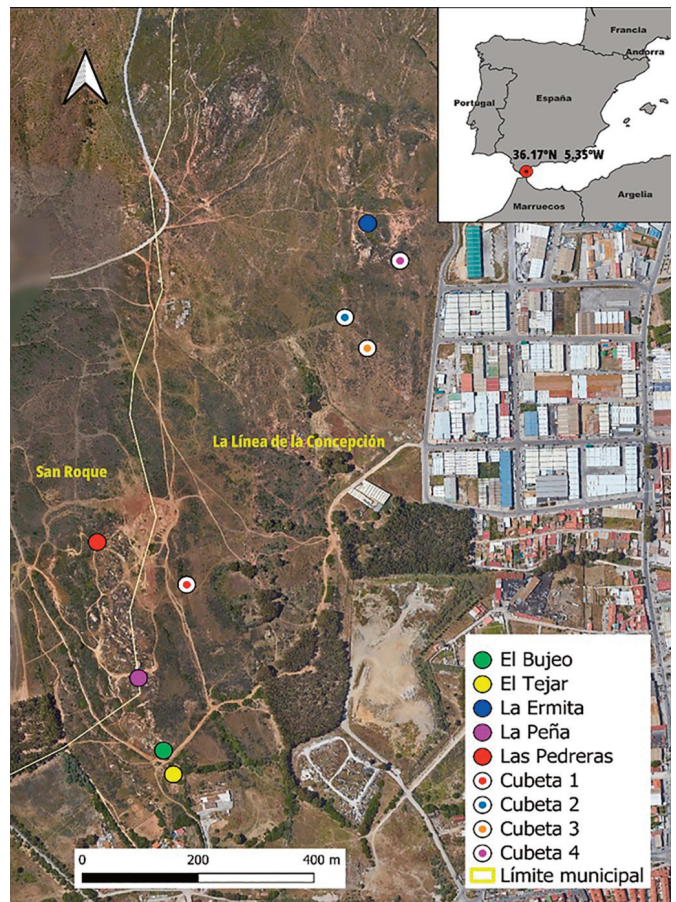 Francia
Andorra
Portugal
España
36.17°N 5.35°W
Argelia
Marruecos
La Línea de la Concepción
San Roque
El Bujeo
El Tejar
La Ermita
La Peña
Las Pedreras
Cubeta 1
Cubeta 2
Cubeta 3
Cubeta 4
Límite municipal
0 200 400 m